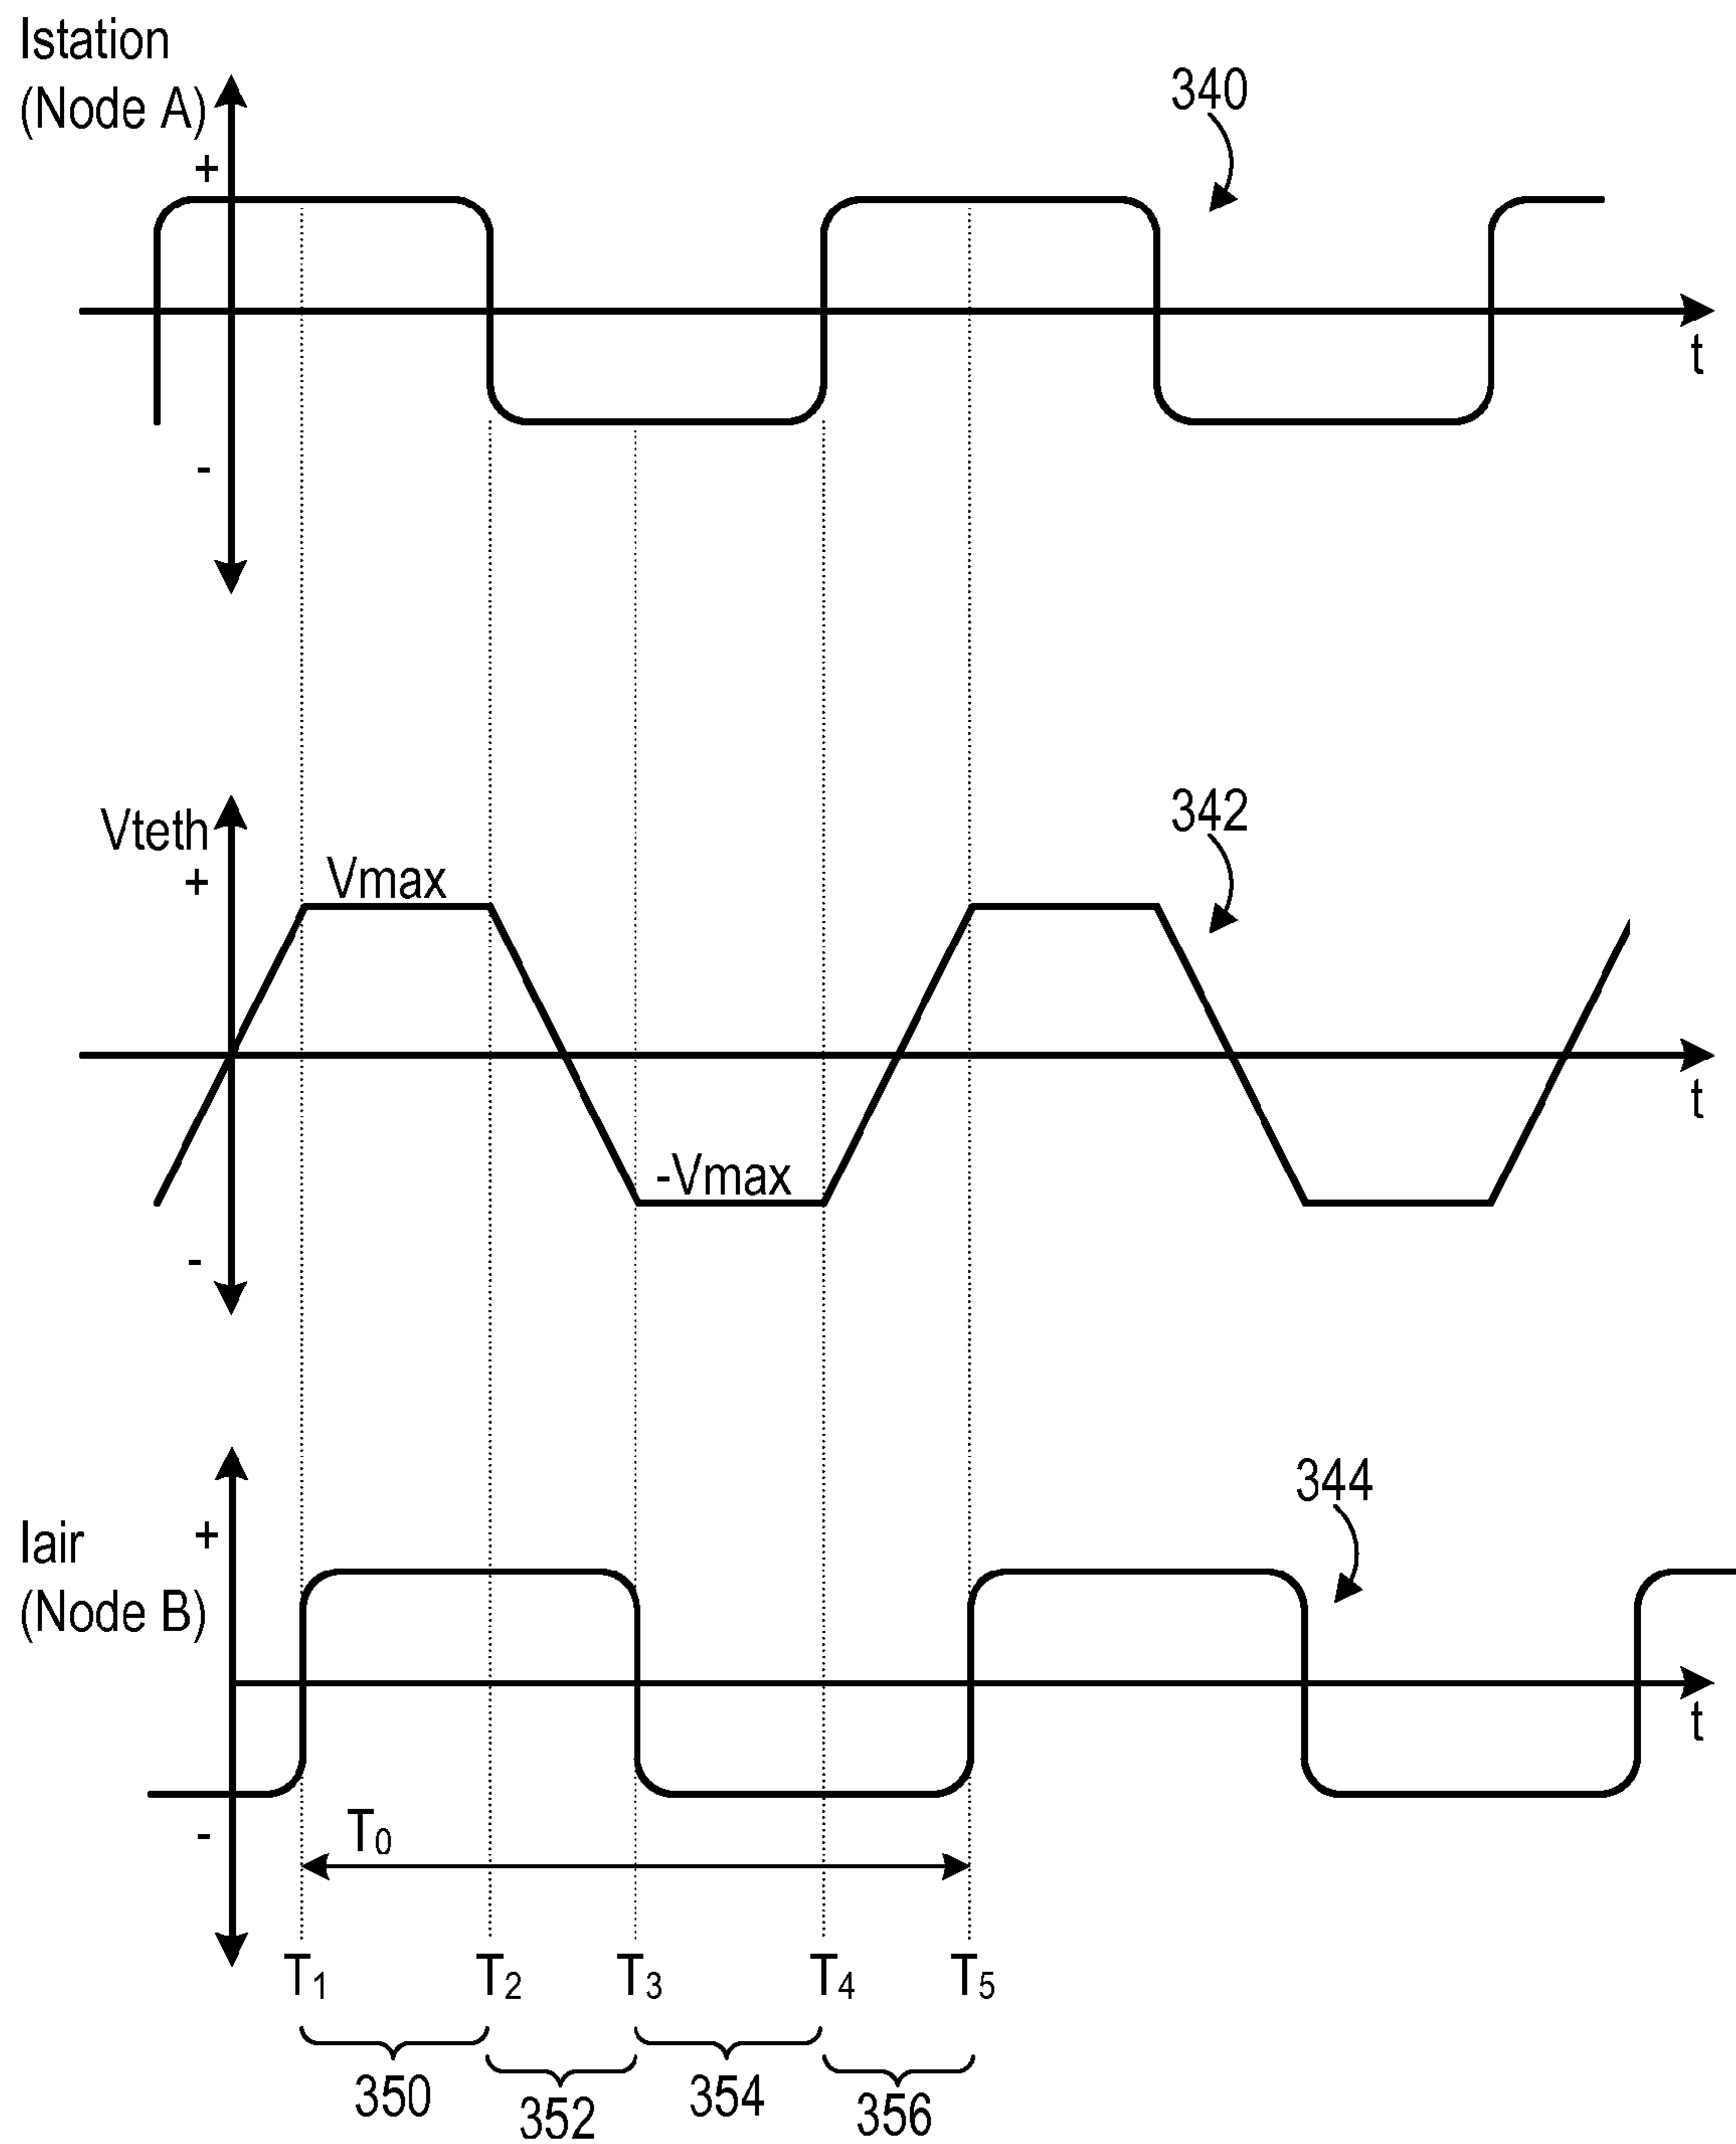 Istation
(Node A)
+
-
340
t
Vteth
+
-
Vmax
-Vmax
342
t
Iair
(Node B)
+
-
344
t
T0
T1 T2 T3 T4 T5
350 352 354 356